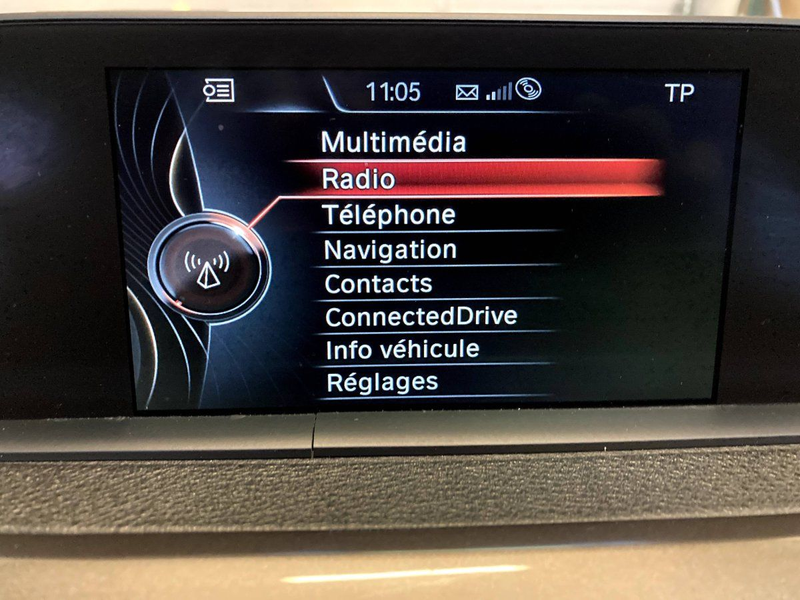 11:05 TP
Multimédia
Radio
Téléphone
Navigation
Contacts
ConnectedDrive
Info véhicule
Réglages